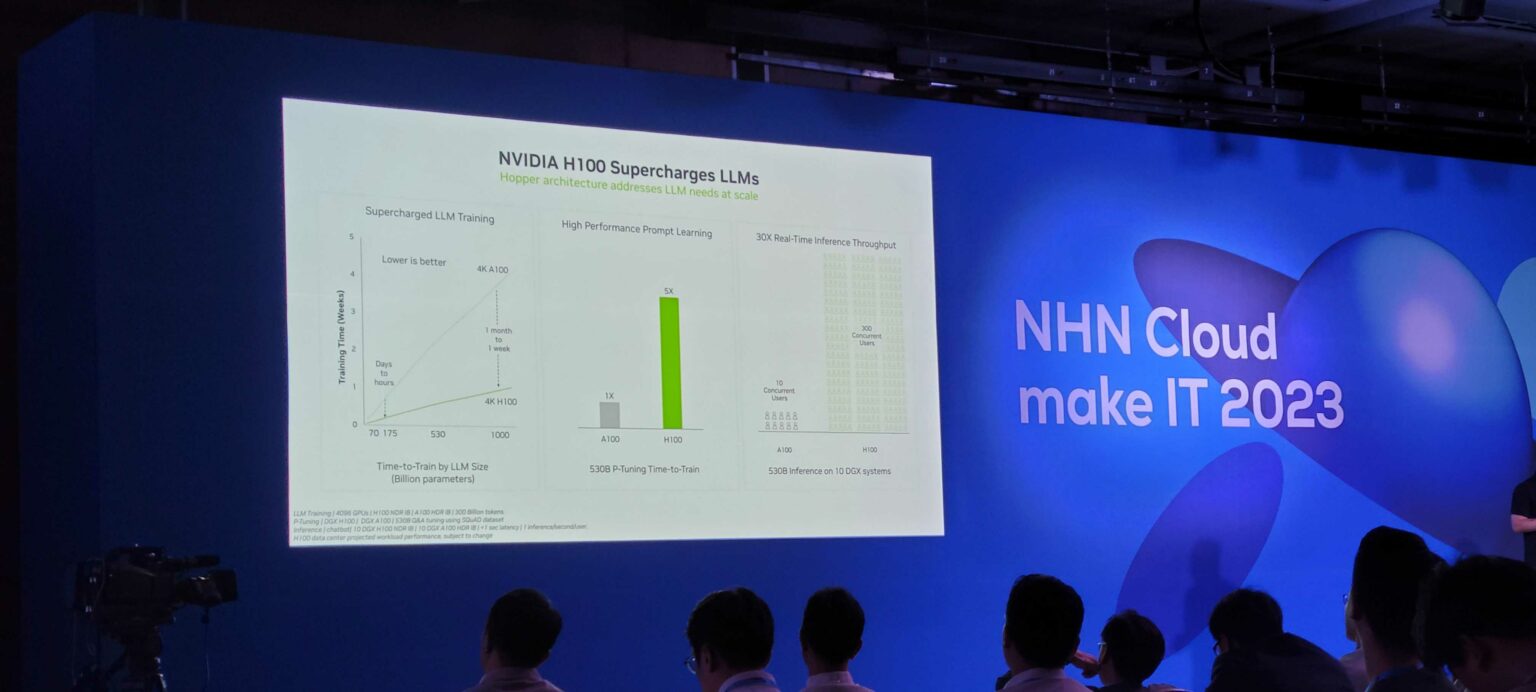 NVIDIA H100 Supercharges LLMs
Hopper architecture addresses LLM needs at scale
Supercharged LLM Training
5
4
3
2
1
0
Training Time (Weeks)
Lower is better
4K A100
1 month
to
1 week
Days
to
hours
4K H100
70 175 530 1000
Time-to-Train by LLM Size
(Billion parameters)
High Performance Prompt Learning
1X
5X
A100 H100
530B P-Tuning Time-to-Train
30X Real-Time Inference Throughput
10
Concurrent
Users
300
Concurrent
Users
A100 H100
530B Inference on 10 DGX systems
LLM Training | 4096 GPUs | H100 NDR IB | A100 HDR IB | 300 Billion tokens
P-Tuning | DGX H100 | DGX A100 | 530B Q&A tuning using SQuAD dataset
Inference | chatbot| 10 DGX H100 NDR IB | 10 DGX A100 HDR IB | <1 sec latency | 1 inference/second/user
H100 data center projected workload performance, subject to change
NHN Cloud
make IT 2023